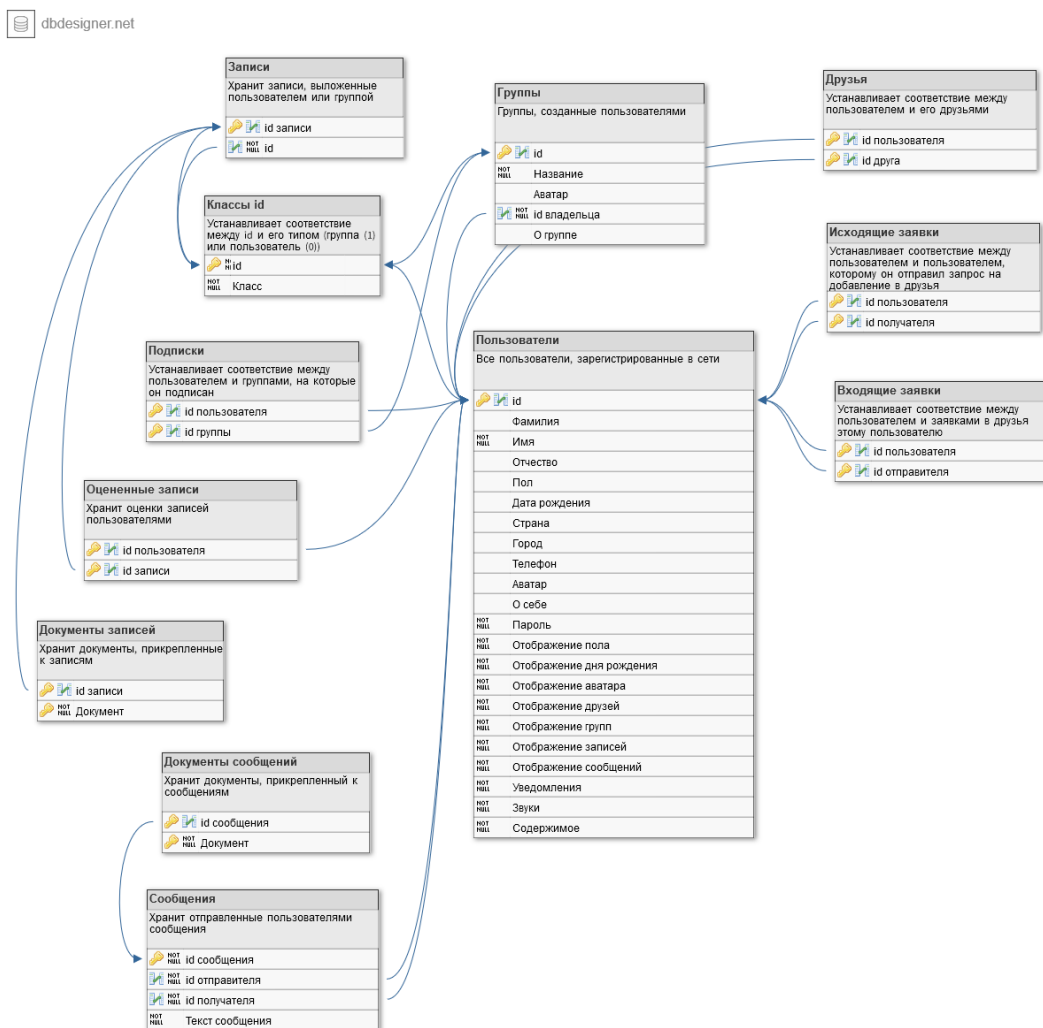 dbdesigner.net
Записи
Хранит записи, выложенные
пользователем или группой
id записи
NOT NULL id
Классы id
Устанавливает соответствие
между id и его типом (группа (1)
или пользователь (0))
id
NOT NULL Класс
Подписки
Устанавливает соответствие между
пользователем и группами, на которые
он подписан
id пользователя
id группы
Оцененные записи
Хранит оценки записей
пользователями
id пользователя
id записи
Документы записей
Хранит документы, прикрепленные
к записям
id записи
NOT NULL Документ
Документы сообщений
Хранит документы, прикрепленный к
сообщениям
id сообщения
NOT NULL Документ
Сообщения
Хранит отправленные пользователями
сообщения
NOT NULL id сообщения
NOT NULL id отправителя
NOT NULL id получателя
NOT NULL Текст сообщения
Группы
Группы, созданные пользователями
id
NOT NULL Название
Аватар
NOT NULL id владельца
О группе
Пользователи
Все пользователи, зарегистрированные в сети
id
Фамилия
NOT NULL Имя
Отчество
Пол
Дата рождения
Страна
Город
Телефон
Аватар
О себе
NOT NULL Пароль
NOT NULL Отображение пола
NOT NULL Отображение дня рождения
NOT NULL Отображение аватара
NOT NULL Отображение друзей
NOT NULL Отображение групп
NOT NULL Отображение записей
NOT NULL Отображение сообщений
NOT NULL Уведомления
NOT NULL Звуки
NOT NULL Содержимое
Друзья
Устанавливает соответствие между
пользователем и его друзьями
id пользователя
id друга
Исходящие заявки
Устанавливает соответствие между
пользователем и пользователем,
которому он отправил запрос на
добавление в друзья
id пользователя
id получателя
Входящие заявки
Устанавливает соответствие между
пользователем и заявками в друзья
этому пользователю
id пользователя
id отправителя